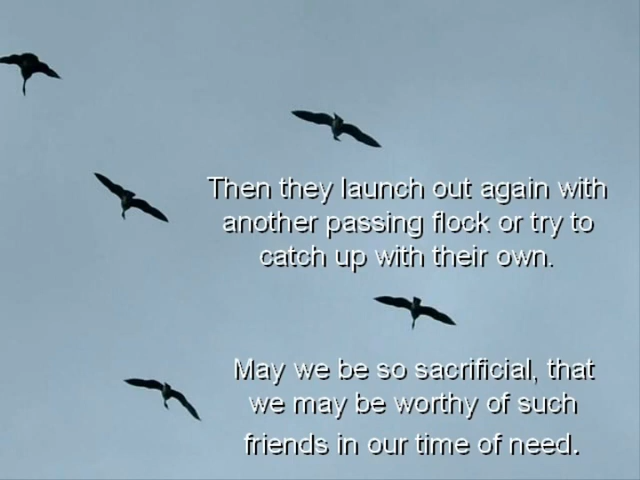 Then they launch out again with
another passing flock or try to
catch up with their own.
May we be so sacrificial, that
we may be worthy of such
friends in our time of need.